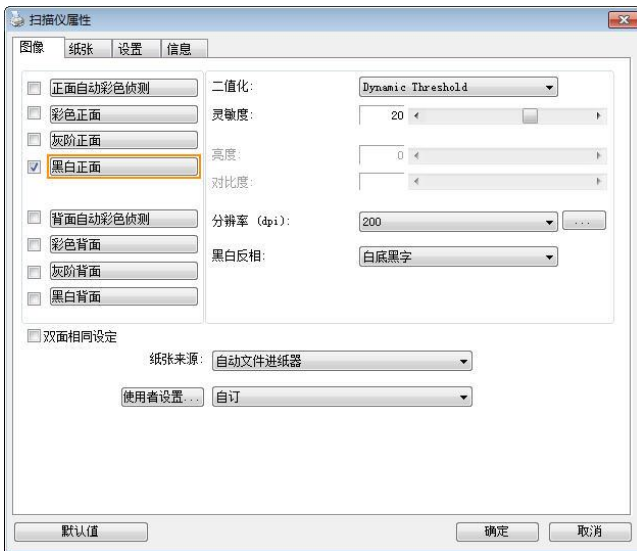 扫描仪属性
图像 纸张 设置 信息
正面自动彩色侦测
彩色正面
灰阶正面
黑白正面
背面自动彩色侦测
彩色背面
灰阶背面
黑白背面
二值化: Dynamic Threshold
灵敏度: 20
亮度: 0
对比度:
分辨率 (dpi): 200 ...
黑白反相: 白底黑字
双面相同设定
纸张来源: 自动文件进纸器
使用者设置... 自订
默认值 确定 取消